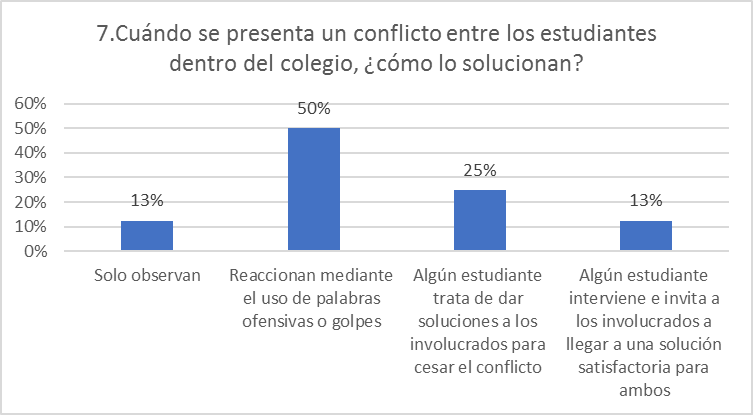 7.Cuándo se presenta un conflicto entre los estudiantes
dentro del colegio, ¿cómo lo solucionan?
60%
50%
40%
30%
20%
10%
0%
13%
50%
25%
13%
Solo observan
Reaccionan mediante
el uso de palabras
ofensivas o golpes
Algún estudiante
trata de dar
soluciones a los
involucrados para
cesar el conflicto
Algún estudiante
interviene e invita a
los involucrados a
llegar a una solución
satisfactoria para
ambos